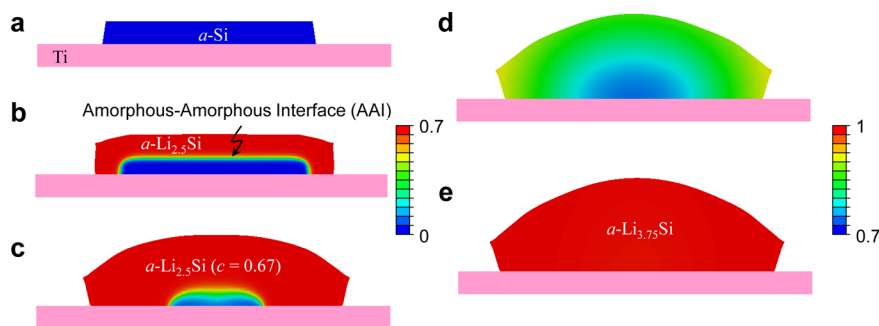 a
a-Si
Ti
b
Amorphous-Amorphous Interface (AAI)
a-Li2.5Si
0.7
0
c
a-Li2.5Si (c = 0.67)
d
1
0.7
e
a-Li3.75Si